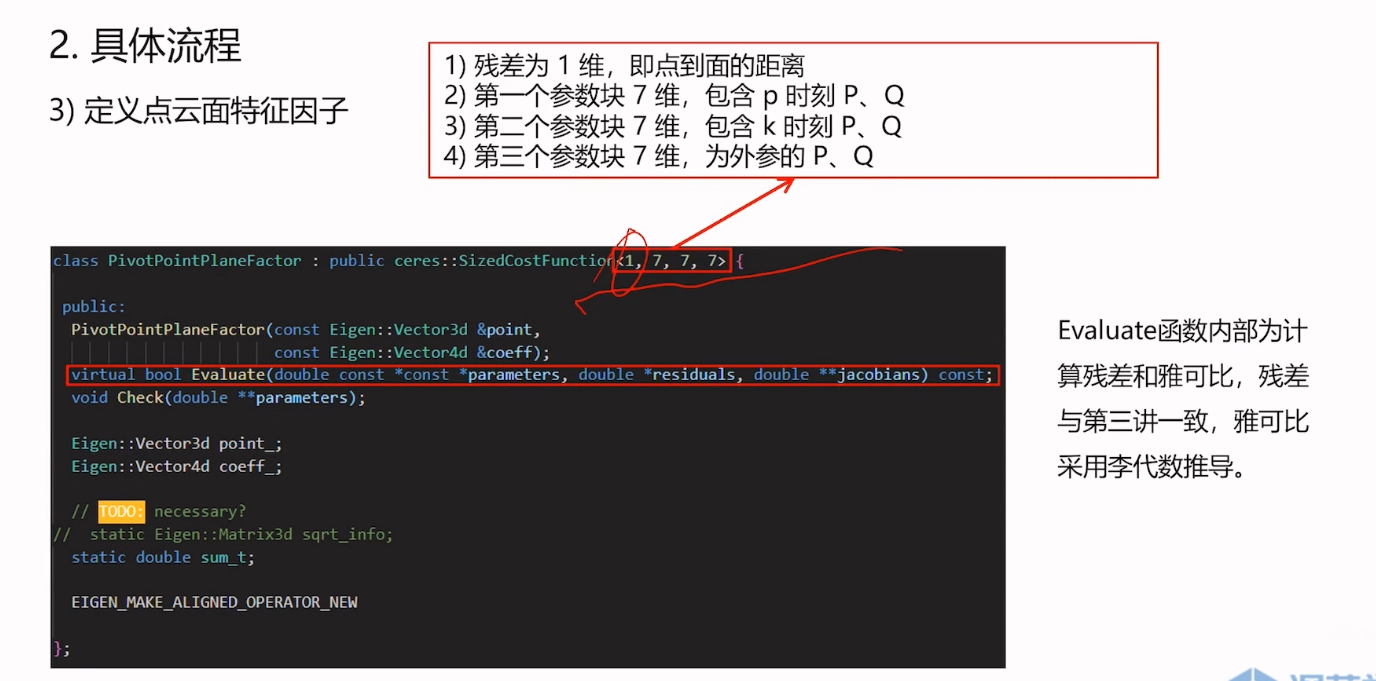 2. 具体流程
3) 定义点云面特征因子
1) 残差为 1 维，即点到面的距离
2) 第一个参数块 7 维，包含 p 时刻 P、Q
3) 第二个参数块 7 维，包含 k 时刻 P、Q
4) 第三个参数块 7 维，为外参的 P、Q
class PivotPointPlaneFactor : public ceres::SizedCostFunction<1, 7, 7, 7> {
public:
PivotPointPlaneFactor(const Eigen::Vector3d &point,
const Eigen::Vector4d &coeff);
virtual bool Evaluate(double const *const *parameters, double *residuals, double **jacobians) const;
void Check(double **parameters);
Eigen::Vector3d point_;
Eigen::Vector4d coeff_;
// TODO: necessary?
// static Eigen::Matrix3d sqrt_info;
static double sum_t;
EIGEN_MAKE_ALIGNED_OPERATOR_NEW
};
Evaluate函数内部为计
算残差和雅可比，残差
与第三讲一致，雅可比
采用李代数推导。